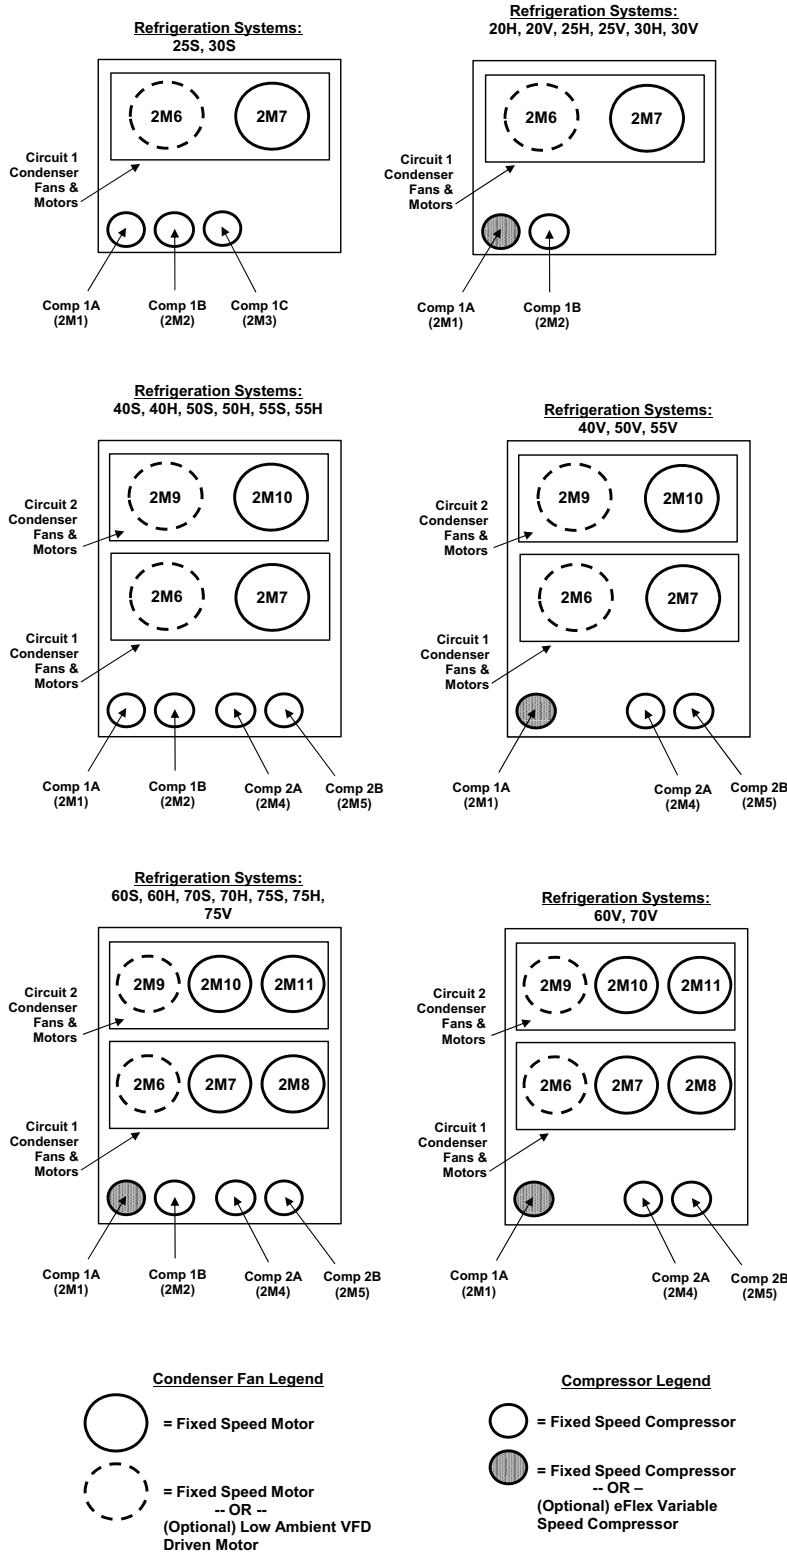 Refrigeration Systems:
25S, 30S
2M6
2M7
Circuit 1
Condenser
Fans &
Motors
Comp 1A
(2M1)
Comp 1B
(2M2)
Comp 1C
(2M3)
Refrigeration Systems:
20H, 20V, 25H, 25V, 30H, 30V
2M6
2M7
Circuit 1
Condenser
Fans &
Motors
Comp 1A
(2M1)
Comp 1B
(2M2)
Refrigeration Systems:
40S, 40H, 50S, 50H, 55S, 55H
2M9
2M10
Circuit 2
Condenser
Fans &
Motors
2M6
2M7
Circuit 1
Condenser
Fans &
Motors
Comp 1A
(2M1)
Comp 1B
(2M2)
Comp 2A
(2M4)
Comp 2B
(2M5)
Refrigeration Systems:
40V, 50V, 55V
2M9
2M10
Circuit 2
Condenser
Fans &
Motors
2M6
2M7
Circuit 1
Condenser
Fans &
Motors
Comp 1A
(2M1)
Comp 2A
(2M4)
Comp 2B
(2M5)
Refrigeration Systems:
60S, 60H, 70S, 70H, 75S, 75H,
75V
2M9
2M10
2M11
Circuit 2
Condenser
Fans &
Motors
2M6
2M7
2M8
Circuit 1
Condenser
Fans &
Motors
Comp 1A
(2M1)
Comp 1B
(2M2)
Comp 2A
(2M4)
Comp 2B
(2M5)
Refrigeration Systems:
60V, 70V
2M9
2M10
2M11
Circuit 2
Condenser
Fans &
Motors
2M6
2M7
2M8
Circuit 1
Condenser
Fans &
Motors
Comp 1A
(2M1)
Comp 2A
(2M4)
Comp 2B
(2M5)
Condenser Fan Legend
= Fixed Speed Motor
= Fixed Speed Motor
-- OR --
(Optional) Low Ambient VFD
Driven Motor
Compressor Legend
= Fixed Speed Compressor
= Fixed Speed Compressor
-- OR –
(Optional) eFlex Variable
Speed Compressor